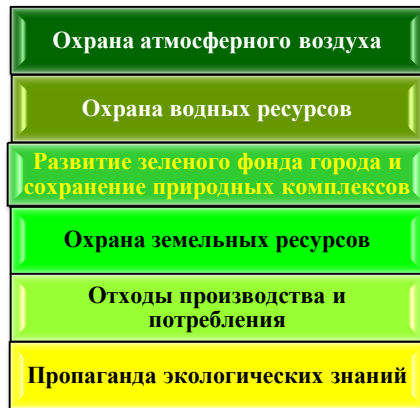 Охрана атмосферного воздуха
Охрана водных ресурсов
Развитие зеленого фонда города и
сохранение природных комплексов
Охрана земельных ресурсов
Отходы производства и
потребления
Пропаганда экологических знаний